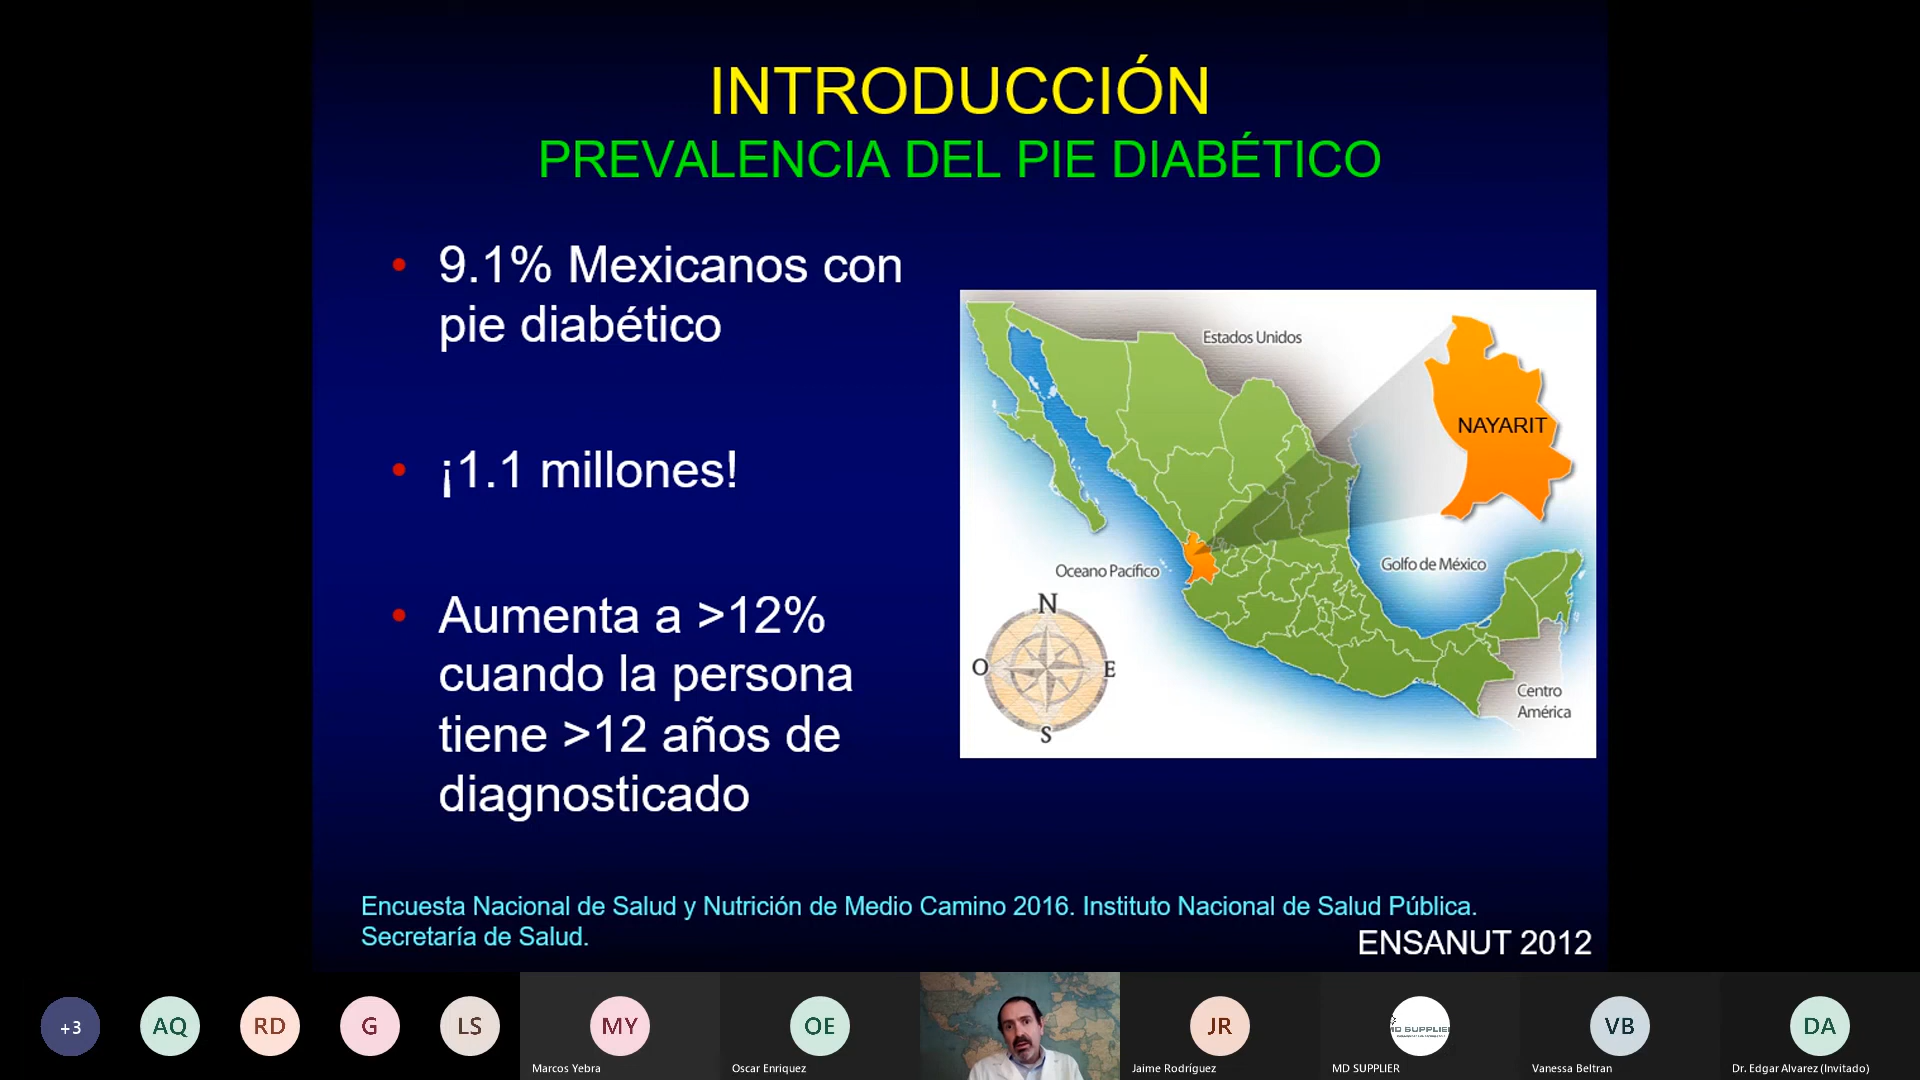 INTRODUCCIÓN
PREVALENCIA DEL PIE DIABÉTICO
• 9.1% Mexicanos con
pie diabético
• ¡1.1 millones!
• Aumenta a >12%
cuando la persona
tiene >12 años de
diagnosticado
Estados Unidos
NAYARIT
Oceano Pacífico
Golfo de México
N
O
E
S
Centro
América
Encuesta Nacional de Salud y Nutrición de Medio Camino 2016. Instituto Nacional de Salud Pública.
Secretaría de Salud.
ENSANUT 2012
+3
AQ
RD
G
LS
MY
Marcos Yebra
OE
Oscar Enriquez
JR
Jaime Rodríguez
MD SUPPLIER
VB
Vanessa Beltran
DA
Dr. Edgar Alvarez (Invitado)